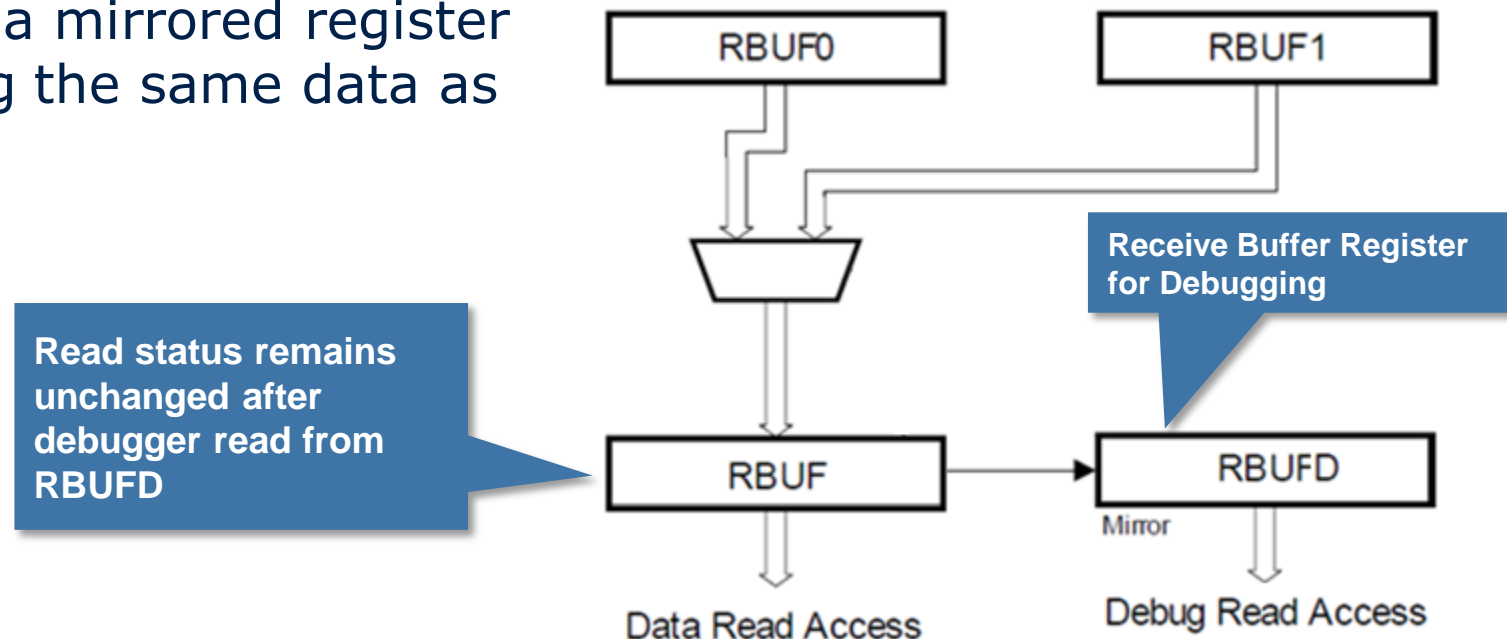 a mirrored register
g the same data as
RBUF0
RBUF1
Receive Buffer Register
for Debugging
Read status remains
unchanged after
debugger read from
RBUFD
RBUF
RBUFD
Mirror
Data Read Access
Debug Read Access